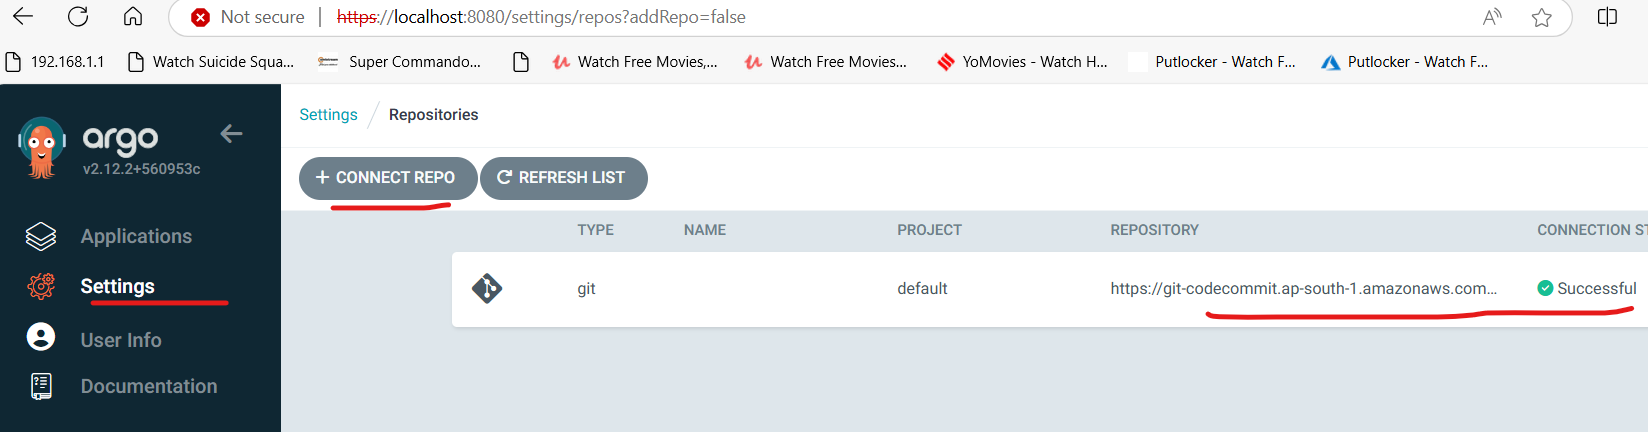 Not secure | https://localhost:8080/settings/repos?addRepo=false
192.168.1.1 Watch Suicide Squa... Super Commando... Watch Free Movies,... Watch Free Movies... YoMovies - Watch H... Putlocker - Watch F... Putlocker - Watch F...
argo
v2.12.2+560953c
Applications
Settings
User Info
Documentation
Settings / Repositories
+ CONNECT REPO REFRESH LIST
TYPE NAME PROJECT REPOSITORY CONNECTION ST
git default https://git-codecommit.ap-south-1.amazonaws.com... Successful